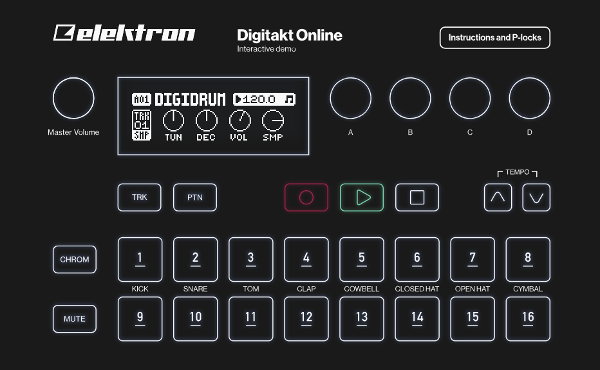 elektron
Digitakt Online
Interactive demo
Instructions and P-locks
A01 DIGIDRUM 120.0
TRK
01
SMP
TUN DEC VOL SMP
Master Volume
A B C D
TEMPO
TRK PTN
CHROM
1 2 3 4 5 6 7 8
KICK SNARE TOM CLAP COWBELL CLOSED HAT OPEN HAT CYMBAL
MUTE
9 10 11 12 13 14 15 16